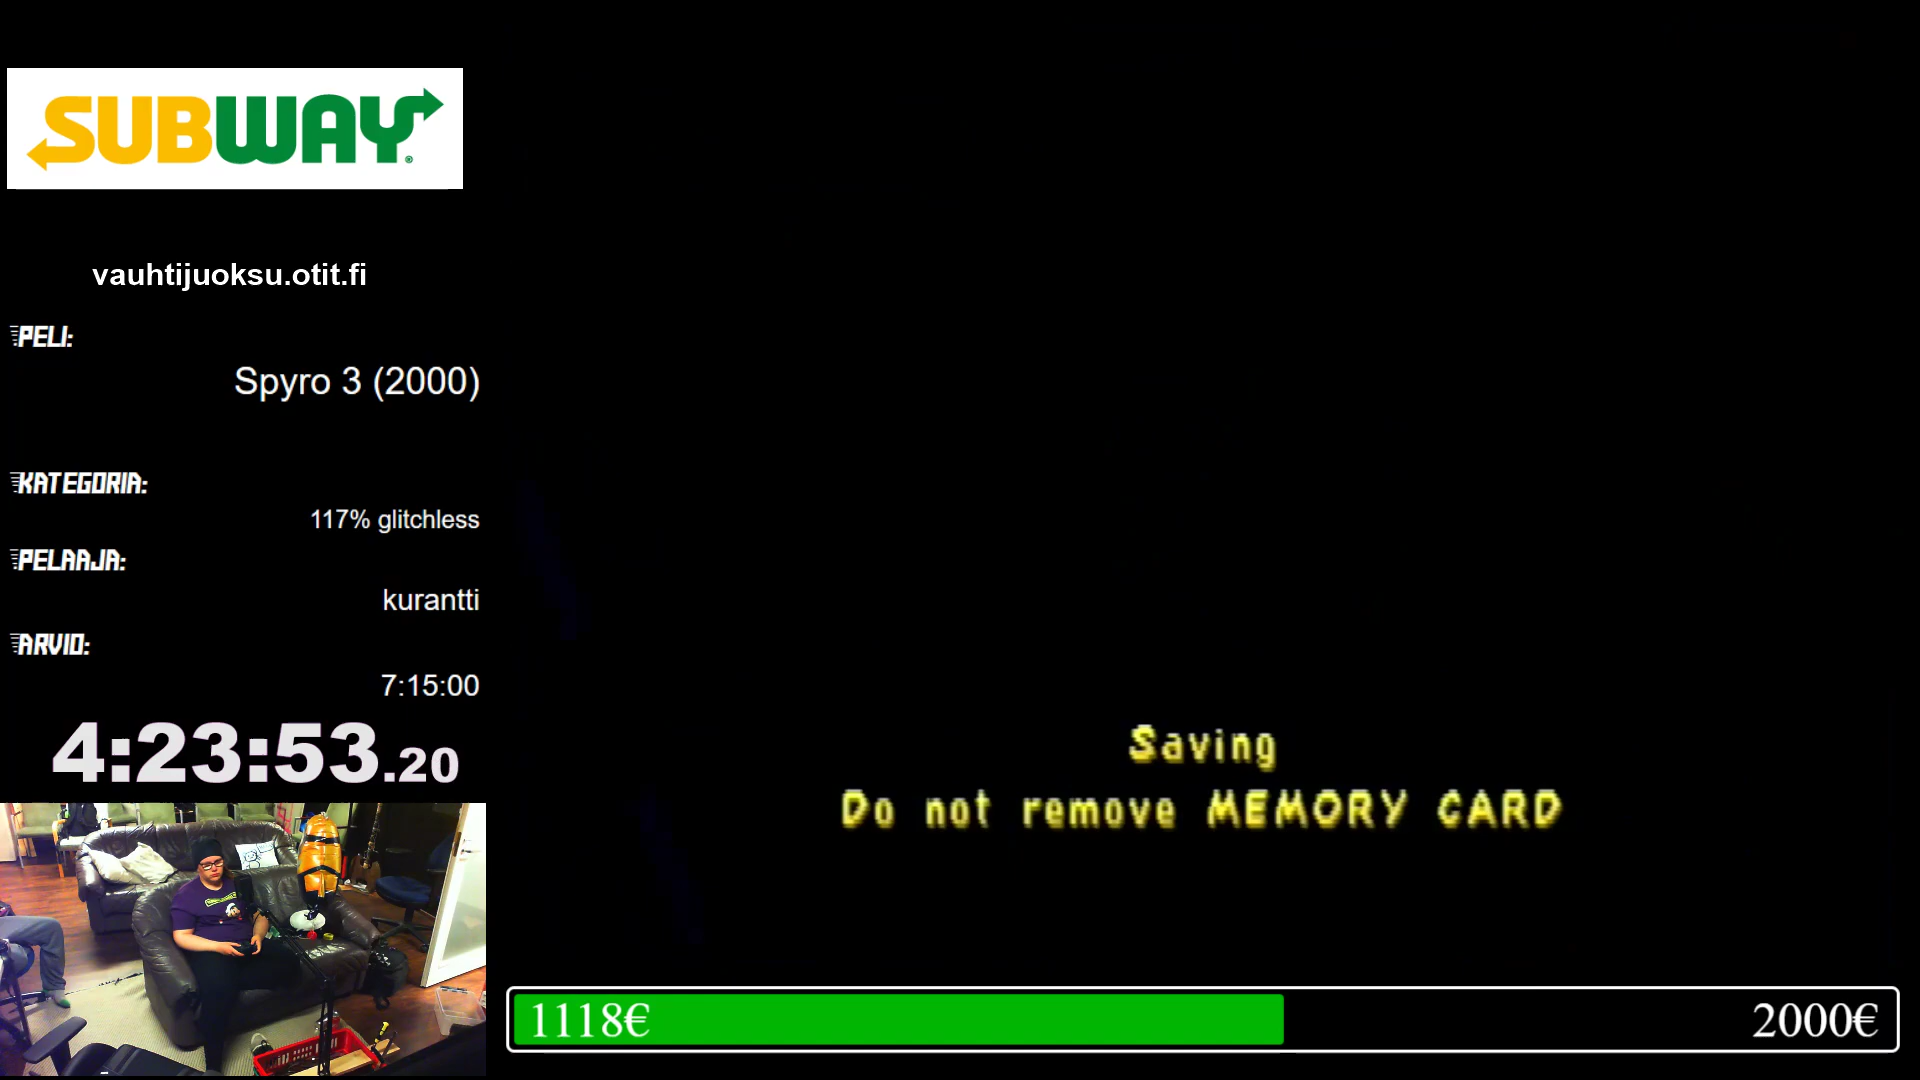 SUBWAY
vauhtijuoksu.otit.fi
PELI:
Spyro 3 (2000)
KATEGORIA:
117% glitchless
PELAAJA:
kurantti
ARVIO:
7:15:00
4:23:53.20
Saving
Do not remove MEMORY CARD
1118€ 2000€